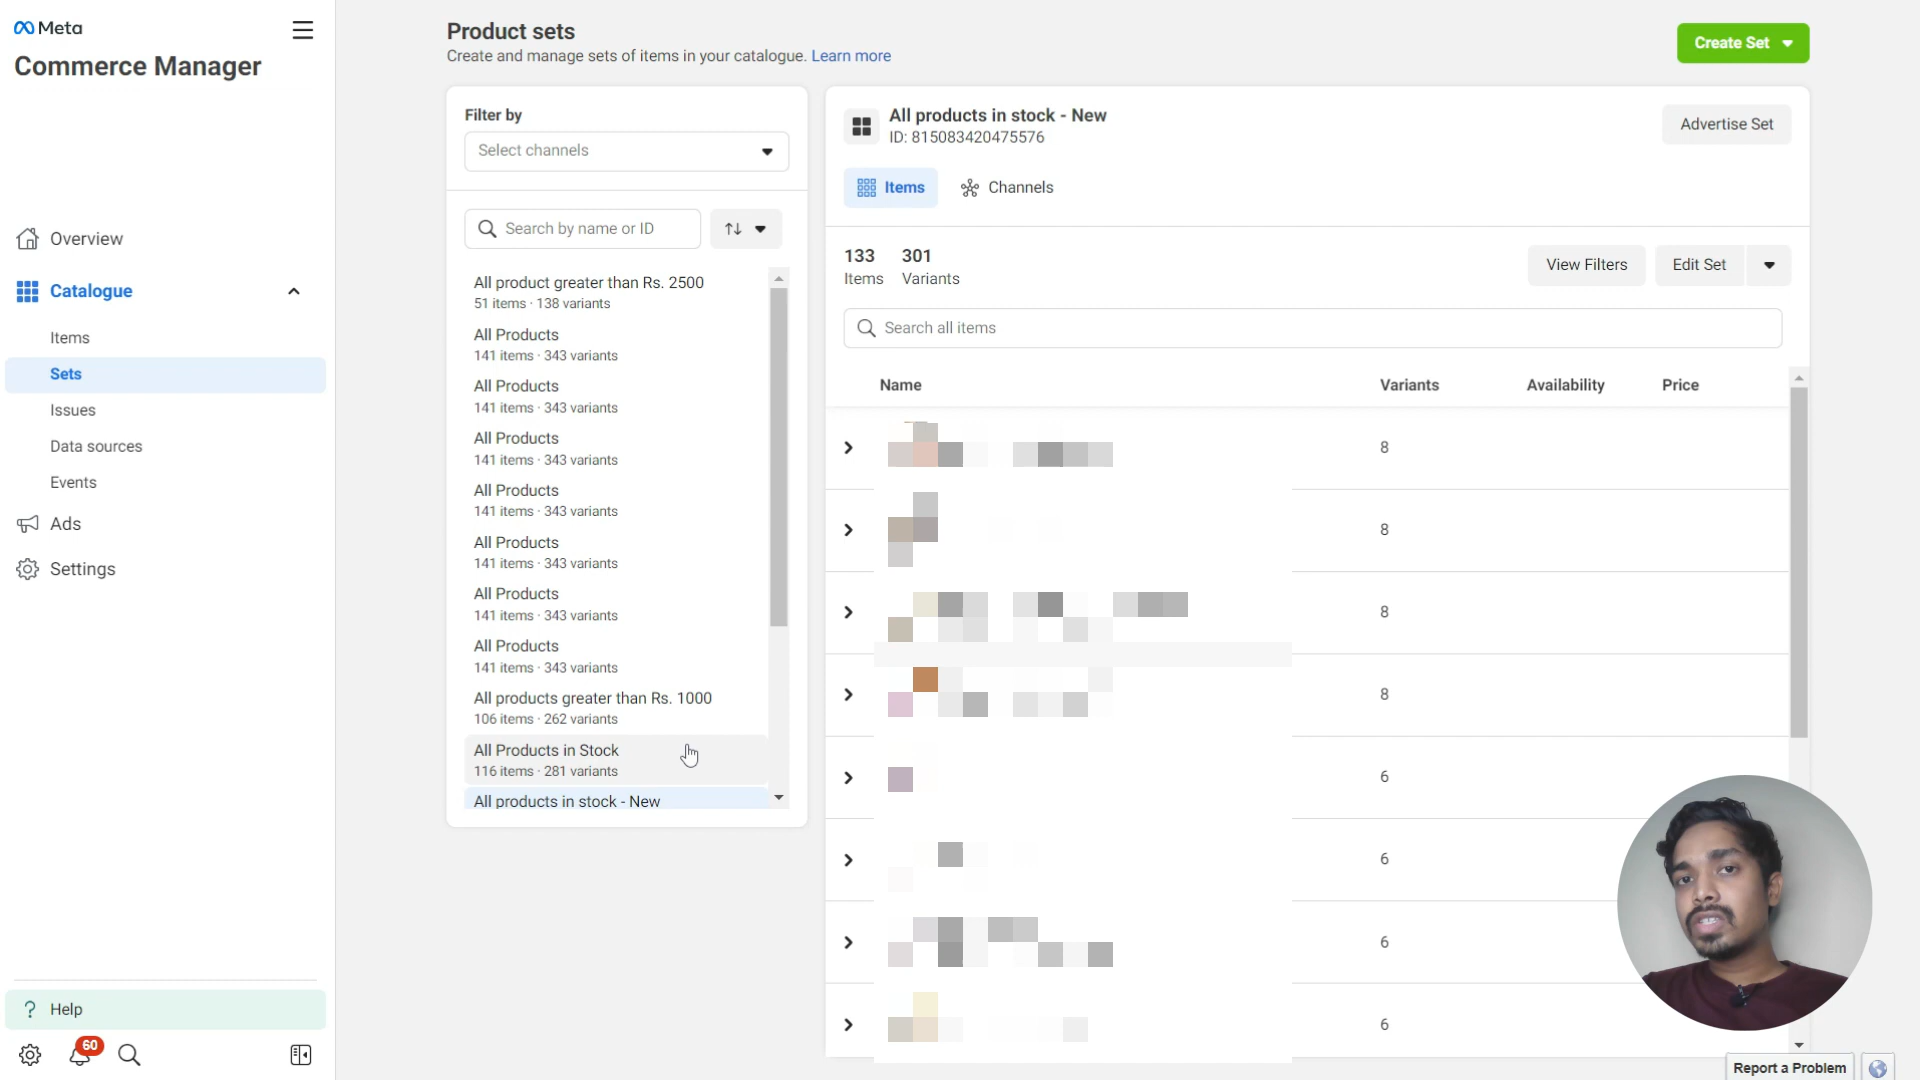 Meta
Commerce Manager
Overview
Catalogue
Items
Sets
Issues
Data sources
Events
Ads
Settings
? Help
60
Product sets
Create and manage sets of items in your catalogue. Learn more
Create Set
Filter by
Select channels
Search by name or ID
All product greater than Rs. 2500
51 items · 138 variants
All Products
141 items · 343 variants
All Products
141 items · 343 variants
All Products
141 items · 343 variants
All Products
141 items · 343 variants
All Products
141 items · 343 variants
All Products
141 items · 343 variants
All Products
141 items · 343 variants
All products greater than Rs. 1000
106 items · 262 variants
All Products in Stock
116 items · 281 variants
All products in stock - New
All products in stock - New
ID: 815083420475576
Advertise Set
Items
Channels
133 301
Items Variants
View Filters
Edit Set
Search all items
Name Variants Availability Price
8
8
8
8
6
6
6
6
Report a Problem